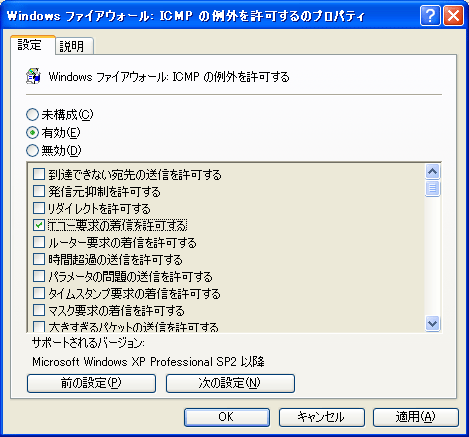 Windows ファイアウォール: ICMP の例外を許可するのプロパティ
設定 説明
Windows ファイアウォール: ICMP の例外を許可する
未構成(C)
有効(E)
無効(D)
到達できない宛先の送信を許可する
発信元抑制を許可する
リダイレクトを許可する
エコー要求の着信を許可する
ルーター要求の着信を許可する
時間超過の送信を許可する
パラメータの問題の送信を許可する
タイムスタンプ要求の着信を許可する
マスク要求の着信を許可する
大きすぎるパケットの送信を許可する
サポートされるバージョン:
Microsoft Windows XP Professional SP2 以降
前の設定(P) 次の設定(N)
OK キャンセル 適用(A)